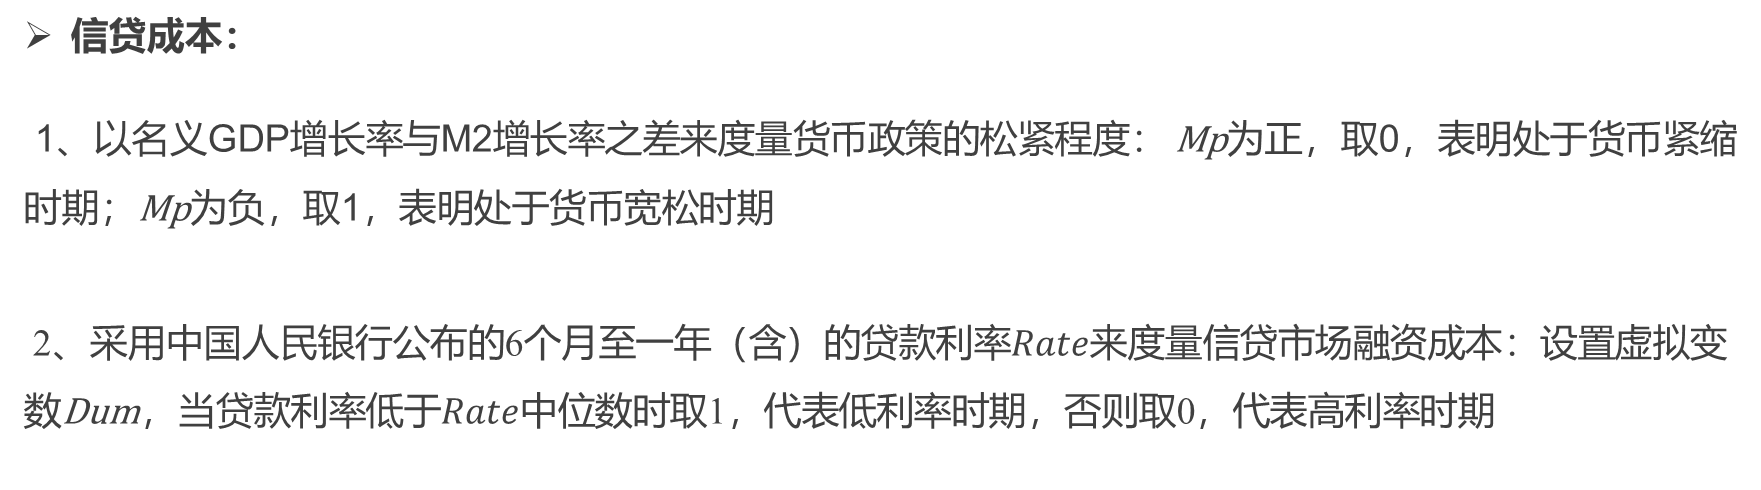 ➢ 信贷成本：
1、以名义GDP增长率与M2增长率之差来度量货币政策的松紧程度： Mp为正，取0，表明处于货币紧缩
时期；Mp为负，取1，表明处于货币宽松时期
2、采用中国人民银行公布的6个月至一年（含）的贷款利率Rate来度量信贷市场融资成本：设置虚拟变
数Dum，当贷款利率低于Rate中位数时取1，代表低利率时期，否则取0，代表高利率时期